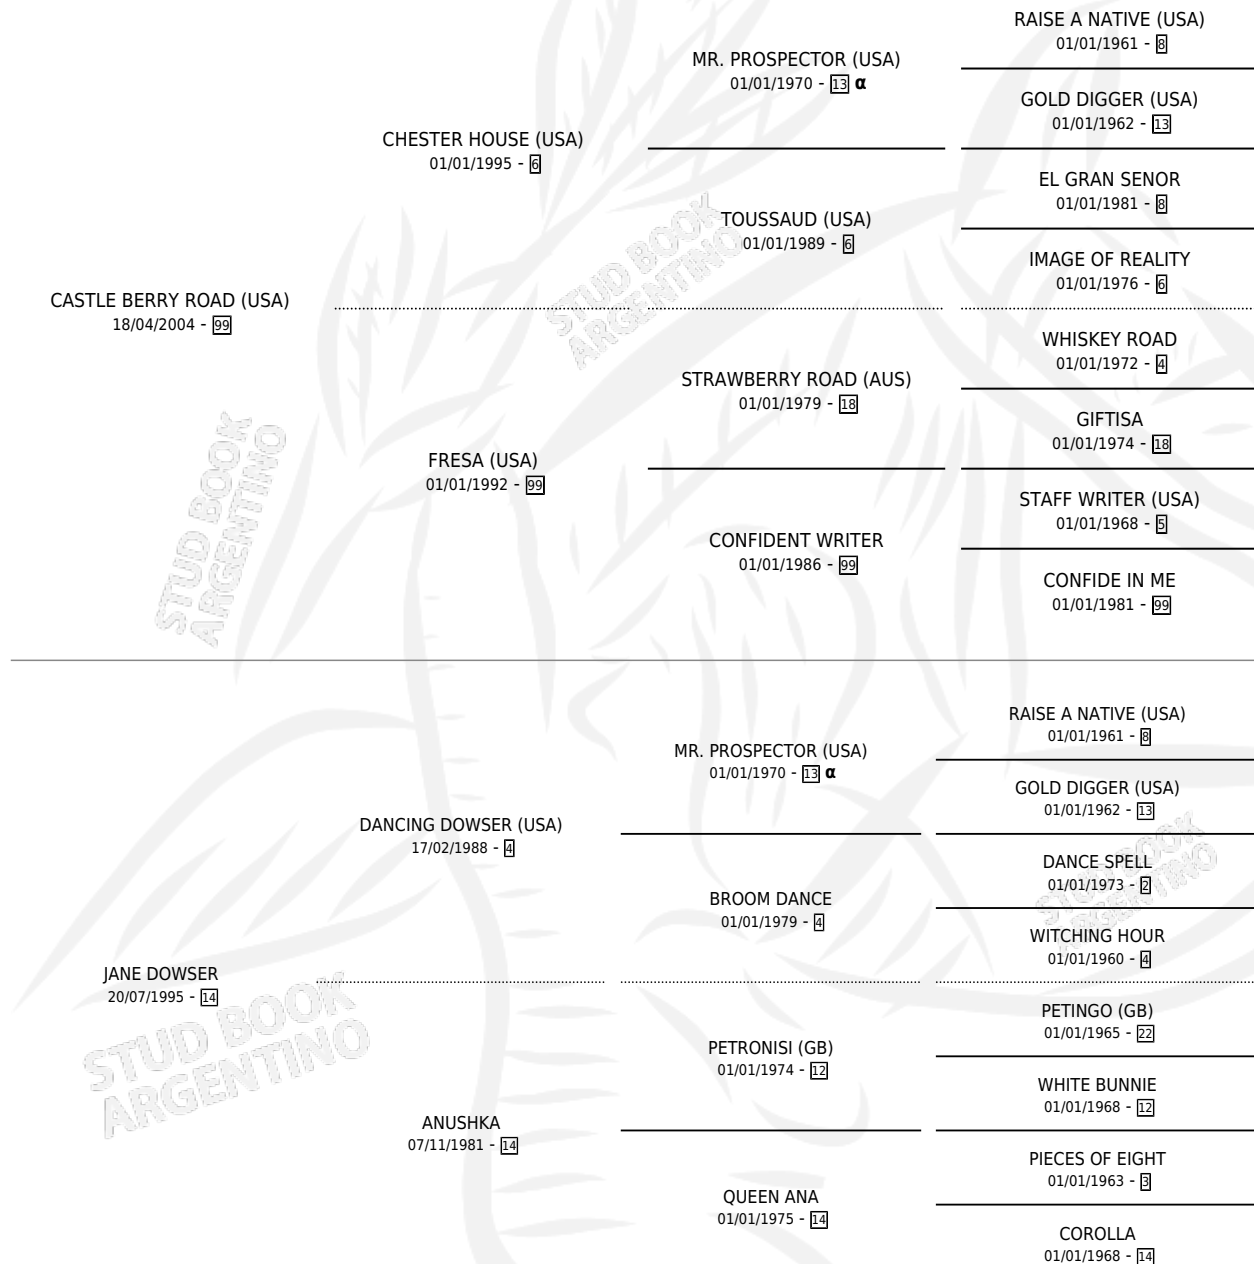 RAISE A NATIVE (USA)
01/01/1961 - 8
MR. PROSPECTOR (USA)
01/01/1970 - 13 α
GOLD DIGGER (USA)
01/01/1962 - 13
CHESTER HOUSE (USA)
01/01/1995 - 6
EL GRAN SENOR
01/01/1981 - 8
TOUSSAUD (USA)
01/01/1989 - 6
IMAGE OF REALITY
01/01/1976 - 6
CASTLE BERRY ROAD (USA)
18/04/2004 - 99
WHISKEY ROAD
01/01/1972 - 4
STRAWBERRY ROAD (AUS)
01/01/1979 - 18
GIFTISA
01/01/1974 - 18
FRESA (USA)
01/01/1992 - 99
STAFF WRITER (USA)
01/01/1968 - 5
CONFIDENT WRITER
01/01/1986 - 99
CONFIDE IN ME
01/01/1981 - 99
RAISE A NATIVE (USA)
01/01/1961 - 8
MR. PROSPECTOR (USA)
01/01/1970 - 13 α
GOLD DIGGER (USA)
01/01/1962 - 13
DANCING DOWSER (USA)
17/02/1988 - 4
DANCE SPELL
01/01/1973 - 2
BROOM DANCE
01/01/1979 - 4
WITCHING HOUR
01/01/1960 - 4
JANE DOWSER
20/07/1995 - 14
PETINGO (GB)
01/01/1965 - 22
PETRONISI (GB)
01/01/1974 - 12
WHITE BUNNIE
01/01/1968 - 12
ANUSHKA
07/11/1981 - 14
PIECES OF EIGHT
01/01/1963 - 3
QUEEN ANA
01/01/1975 - 14
COROLLA
01/01/1968 - 14
STUD BOOK
ARGENTINO
STUD BOOK
ARGENTINO
STUD BOOK
ARGENTINO
STUD BOOK
ARGENTINO